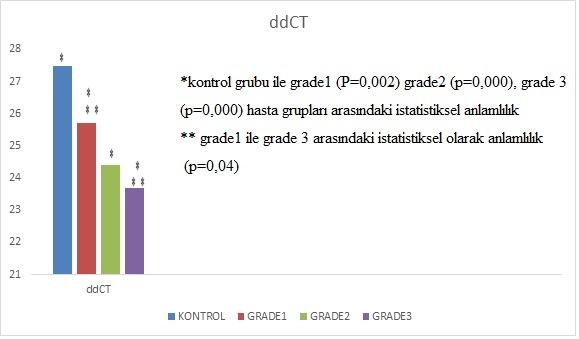 ddCT
28
27
26
25
24
23
22
21
*
*
**
*
*
**
*kontrol grubu ile grade1 (P=0,002) grade2 (p=0,000), grade 3
(p=0,000) hasta grupları arasındaki istatistiksel anlamlılık
** grade1 ile grade 3 arasındaki istatistiksel olarak anlamlılık
(p=0,04)
ddCT
KONTROL GRADE1 GRADE2 GRADE3